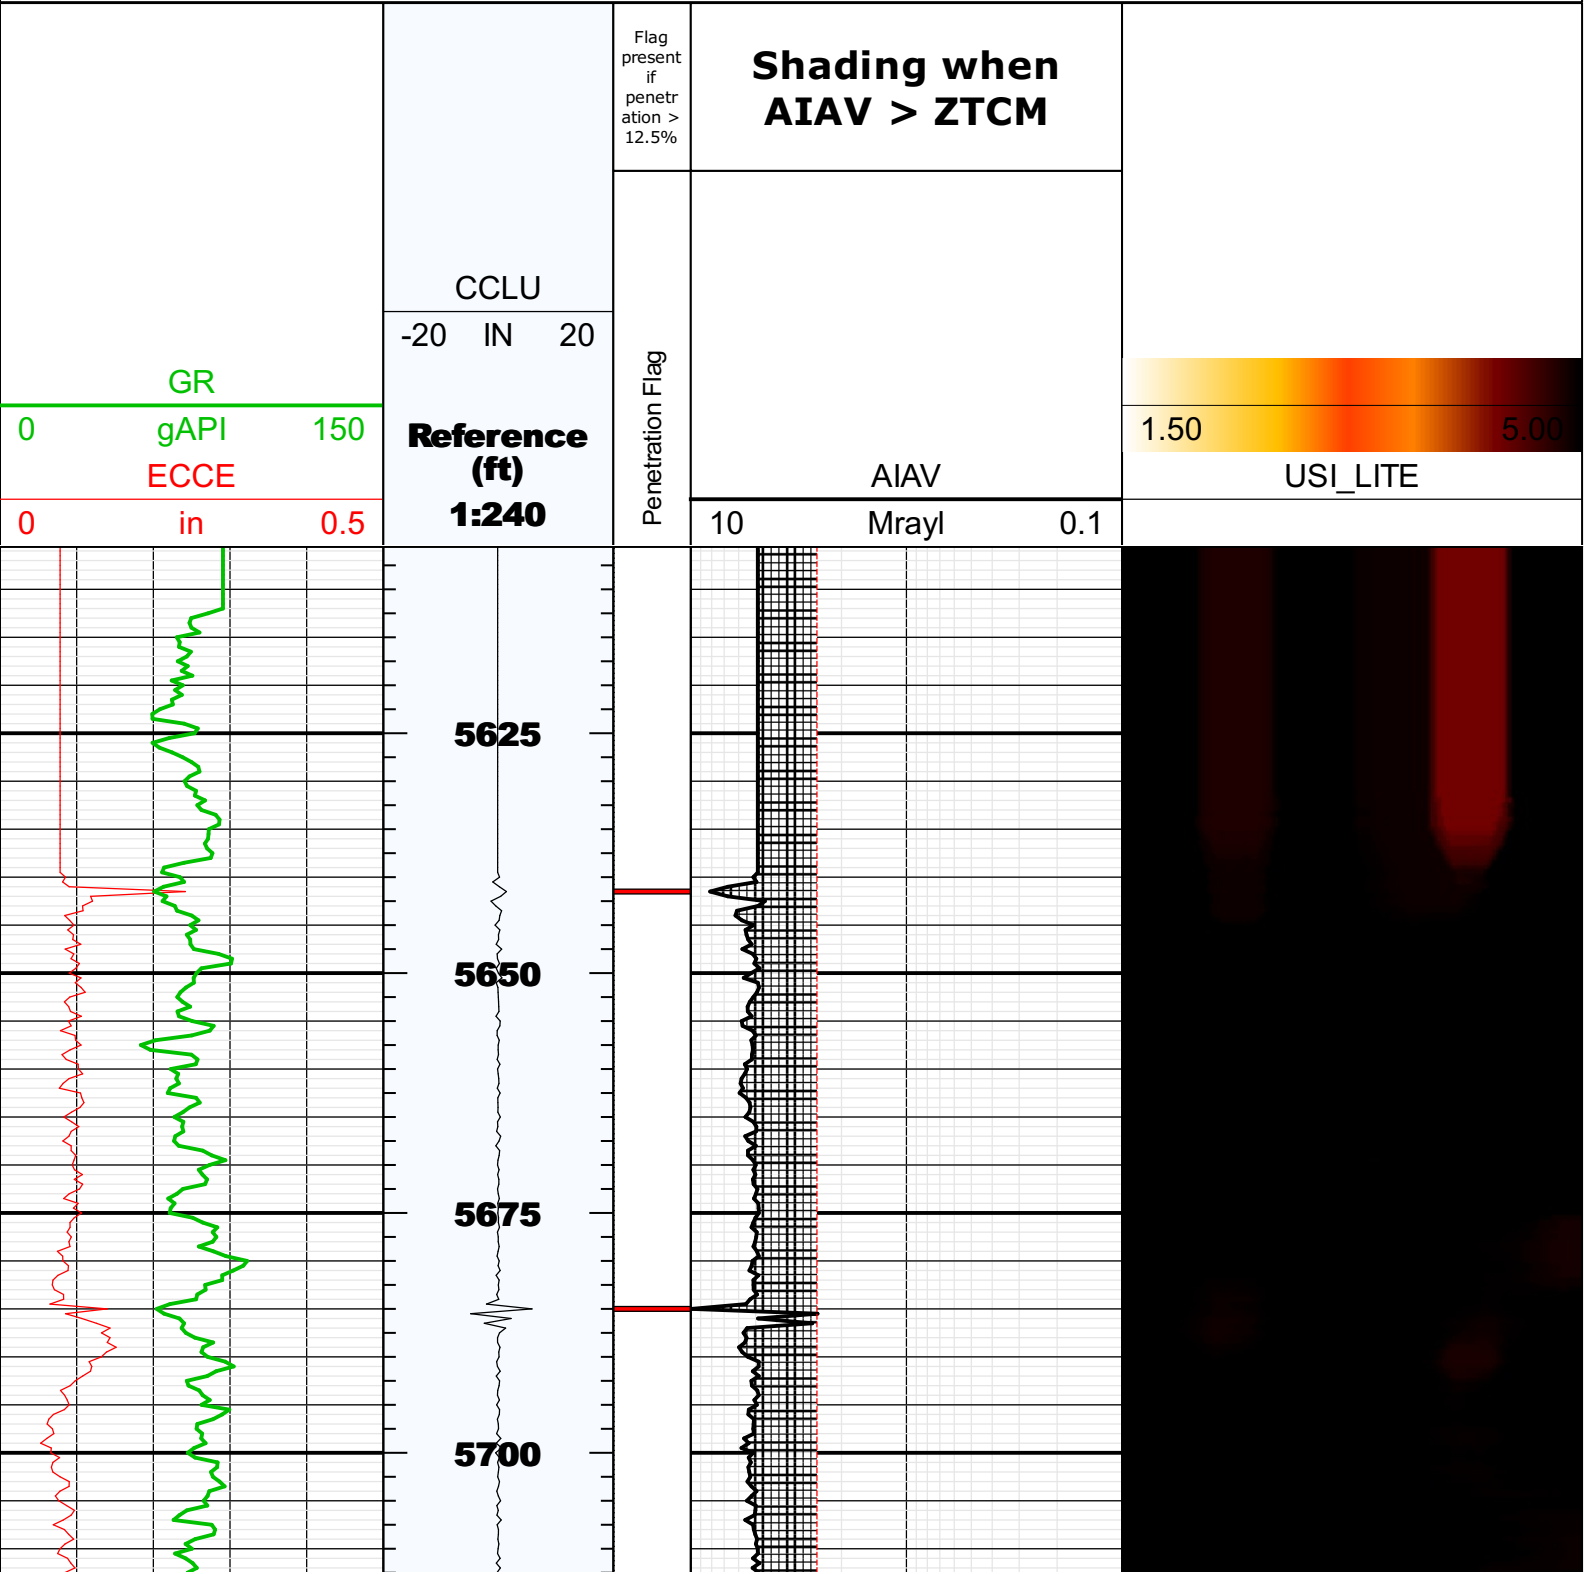 Flag
present
if
penetr
ation >
12.5%
Shading when
AIAV > ZTCM
CCLU
-20 IN 20
GR
0 gAPI 150
ECCE
0 in 0.5
Reference
(ft)
1:240
Penetration Flag
AIAV
10 Mrayl 0.1
1.50 5.00
USI_LITE
5625
5650
5675
5700